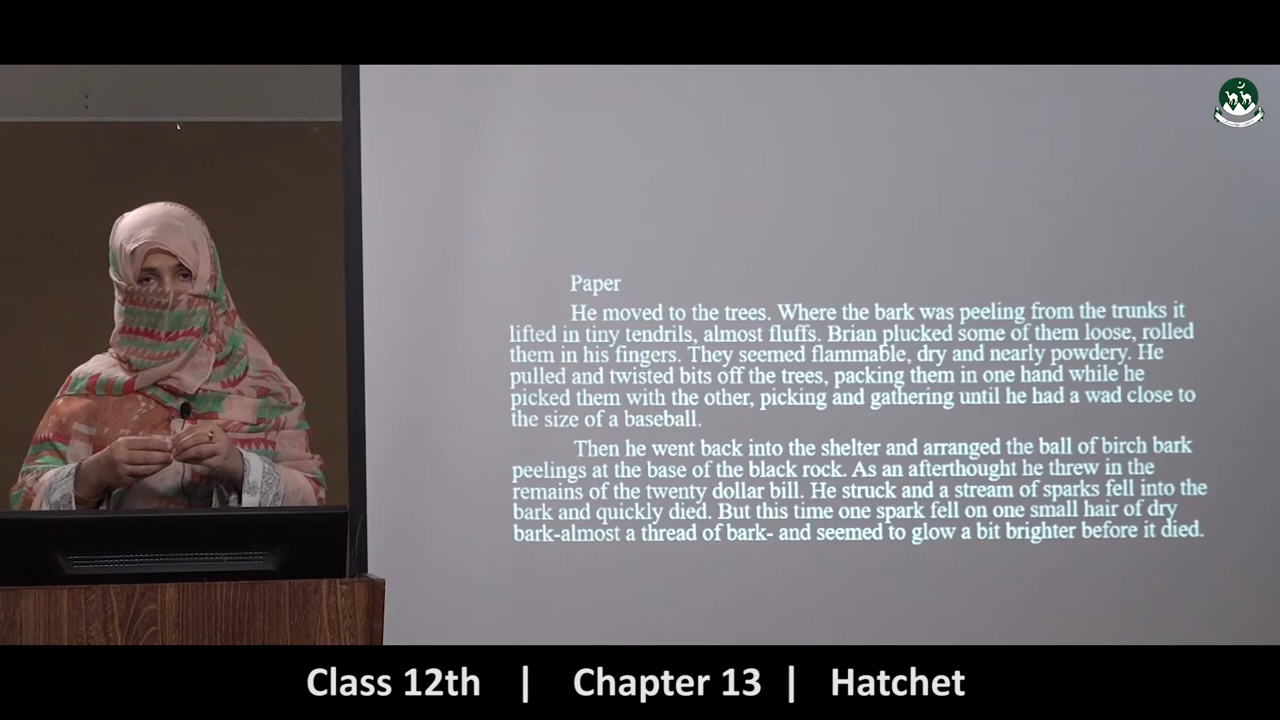 Paper
He moved to the trees. Where the bark was peeling from the trunks it
lifted in tiny tendrils, almost fluffs. Brian plucked some of them loose, rolled
them in his fingers. They seemed flammable, dry and nearly powdery. He
pulled and twisted bits off the trees, packing them in one hand while he
picked them with the other, picking and gathering until he had a wad close to
the size of a baseball.
Then he went back into the shelter and arranged the ball of birch bark
peelings at the base of the black rock. As an afterthought he threw in the
remains of the twenty dollar bill. He struck and a stream of sparks fell into the
bark and quickly died. But this time one spark fell on one small hair of dry
bark-almost a thread of bark- and seemed to glow a bit brighter before it died.
Class 12th | Chapter 13 | Hatchet